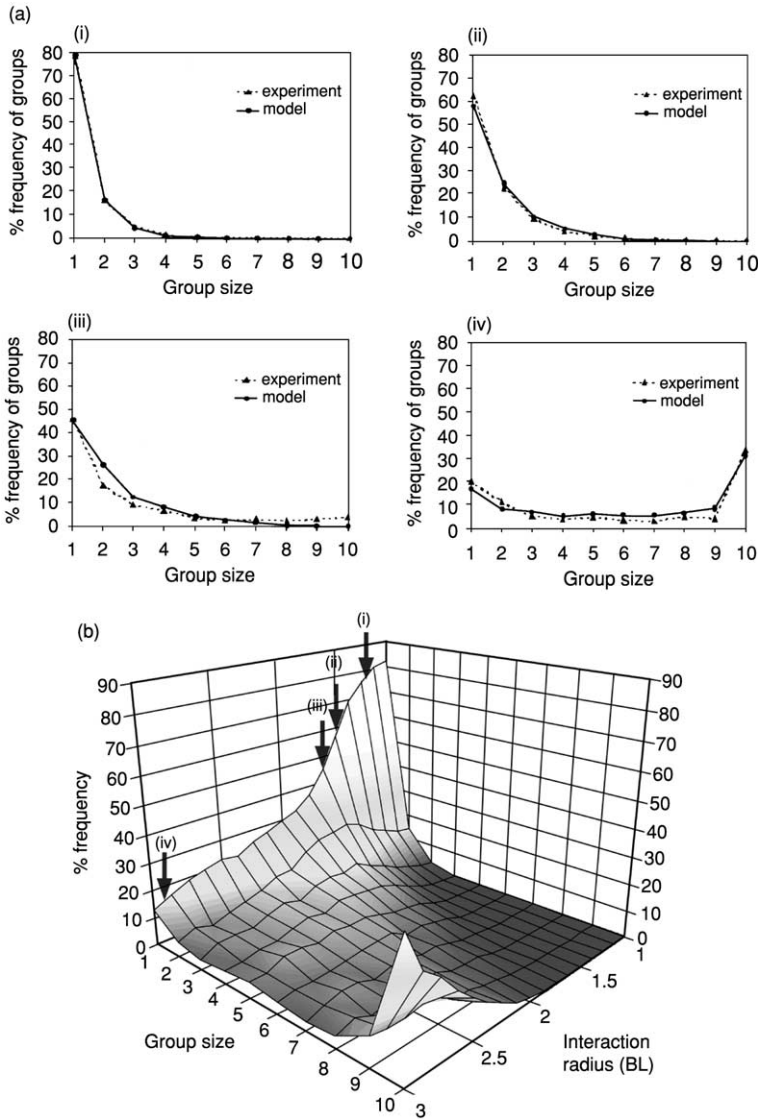 (a)
(i)
80
70
60
50
40
30
20
10
0
% frequency of groups
experiment
model
1 2 3 4 5 6 7 8 9 10
Group size
(ii)
80
70
60
50
40
30
20
10
0
% frequency of groups
experiment
model
1 2 3 4 5 6 7 8 9 10
Group size
(iii)
80
70
60
50
40
30
20
10
0
% frequency of groups
experiment
model
1 2 3 4 5 6 7 8 9 10
Group size
(iv)
80
70
60
50
40
30
20
10
0
% frequency of groups
experiment
model
1 2 3 4 5 6 7 8 9 10
Group size
(b)
(i)
(ii)
(iii)
(iv)
90
80
70
60
50
40
30
20
10
0
% frequency
90
80
70
60
50
40
30
20
10
0
1 2 3 4 5 6 7 8 9 10
Group size
1
1.5
2
2.5
3
Interaction
radius (BL)